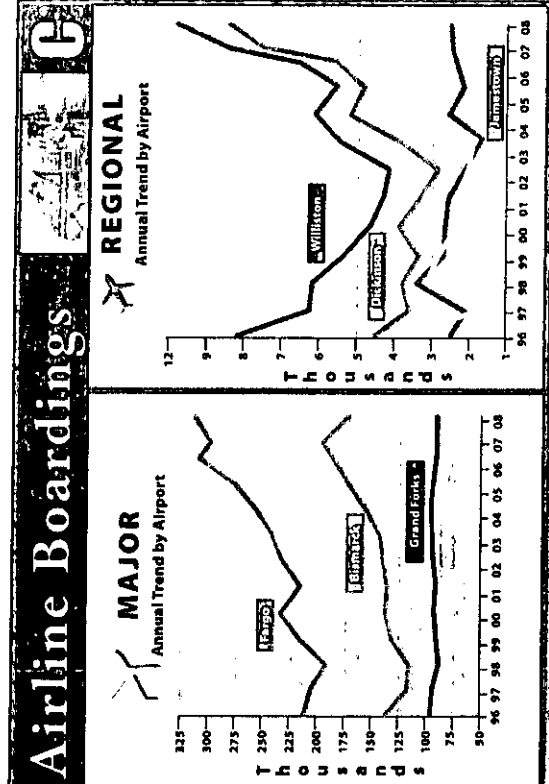 Airline Boardings
C
MAJOR
Annual Trend by Airport
325
300
275
250
225
200
175
150
125
100
75
50
Thousands
Fargo
Bismarck
Grand Forks
96 97 98 99 00 01 02 03 04 05 06 07 08
REGIONAL
Annual Trend by Airport
12
9
8
7
6
5
4
3
2
1
Thousands
Williston
Dickinson
Jamestown
96 97 98 99 00 01 02 03 04 05 06 07 08